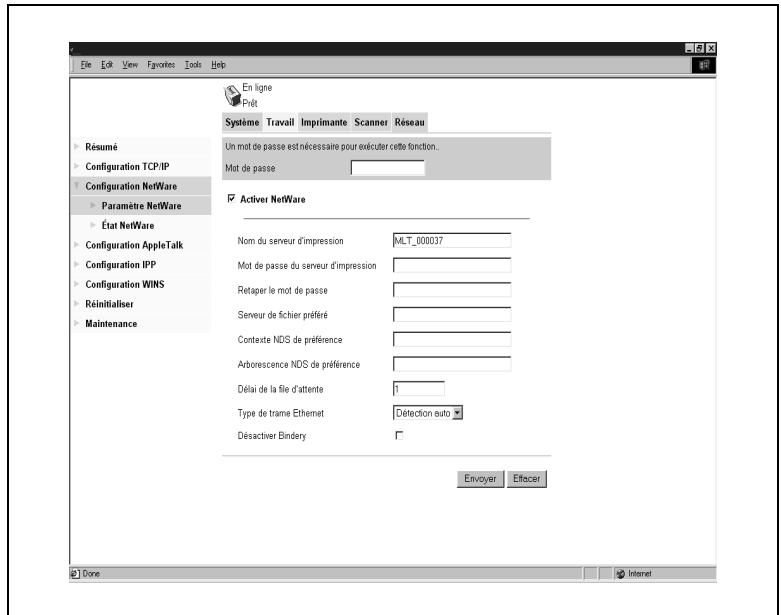 File Edit View Favorites Tools Help
En ligne
Prêt
Système Travail Imprimante Scanner Réseau
Résumé
Configuration TCP/IP
Configuration NetWare
Paramètre NetWare
État NetWare
Configuration AppleTalk
Configuration IPP
Configuration WINS
Réinitialiser
Maintenance
Un mot de passe est nécessaire pour exécuter cette fonction..
Mot de passe
Activer NetWare
Nom du serveur d'impression MLT_000037
Mot de passe du serveur d'impression
Retaper le mot de passe
Serveur de fichier préféré
Contexte NDS de préférence
Arborescence NDS de préférence
Délai de la file d'attente 1
Type de trame Ethernet Détection auto
Désactiver Bindery
Envoyer Effacer
Done Internet